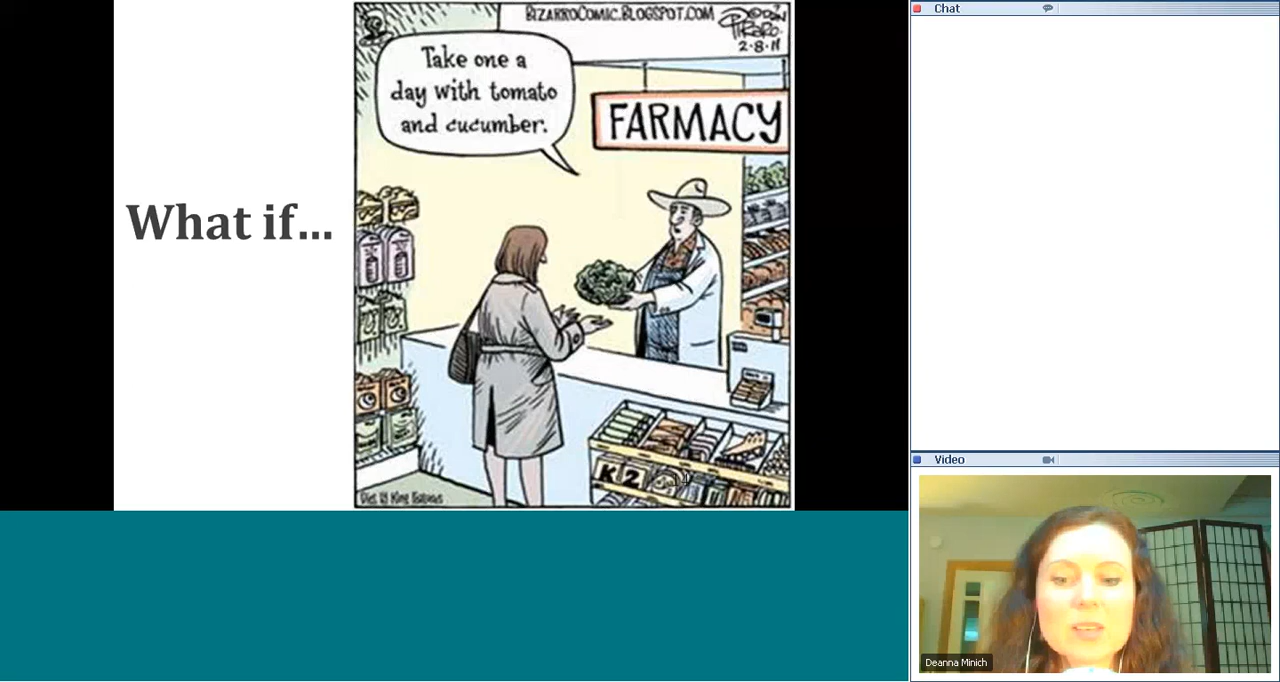 What if...
BIZARROCOMIC.BLOGSPOT.COM
DON
PIRARO.
2-8-11
Take one a
day with tomato
and cucumber.
FARMACY
K2
Dist. by King Features
Chat
Video
Deanna Minich